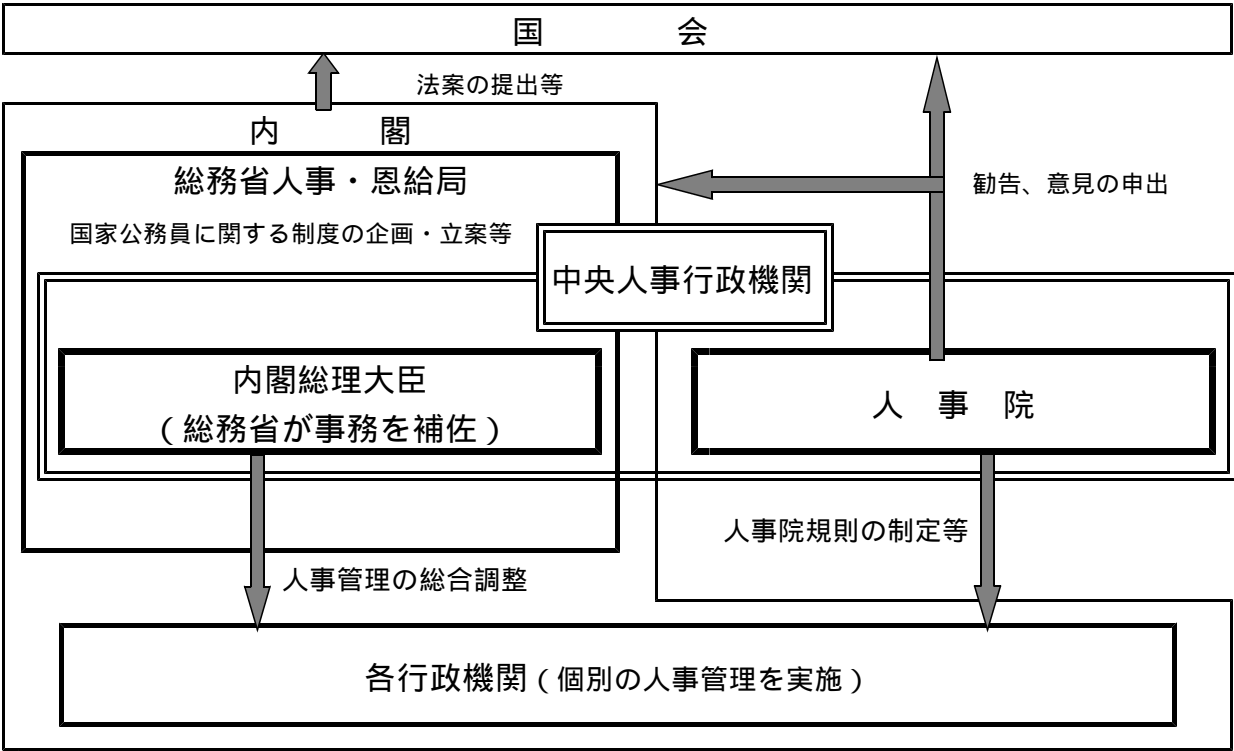 国会
法案の提出等
内閣
総務省人事・恩給局
勧告、意見の申出
国家公務員に関する制度の企画・立案等
中央人事行政機関
内閣総理大臣
(総務省が事務を補佐)
人事院
人事院規則の制定等
人事管理の総合調整
各行政機関(個別の人事管理を実施)